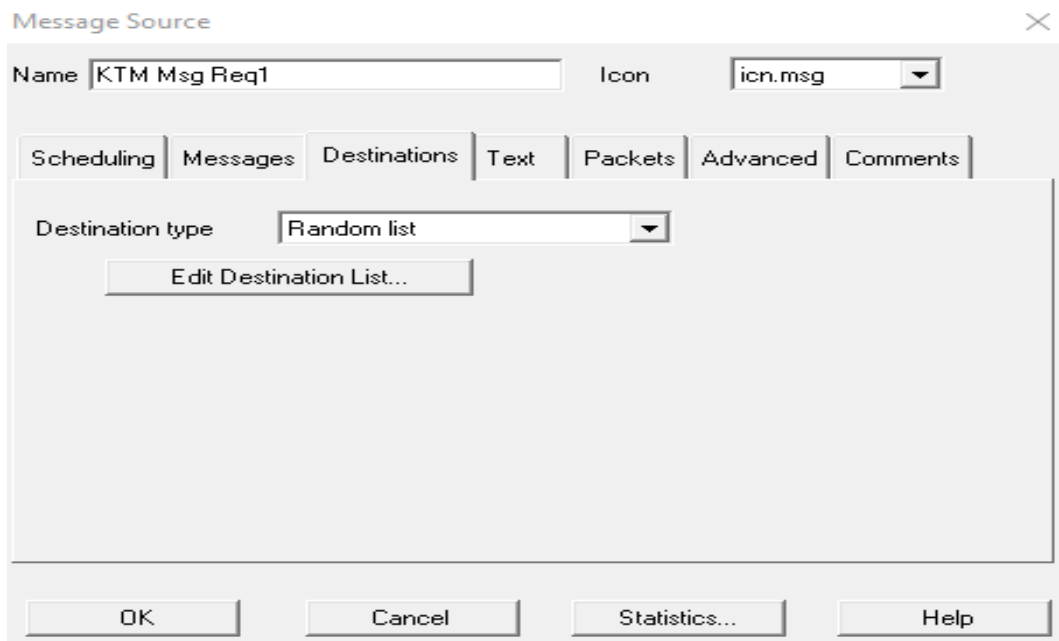 Message Source
Name KTM Msg Req1 Icon icn.msg
Scheduling Messages Destinations Text Packets Advanced Comments
Destination type Random list
Edit Destination List...
OK Cancel Statistics... Help